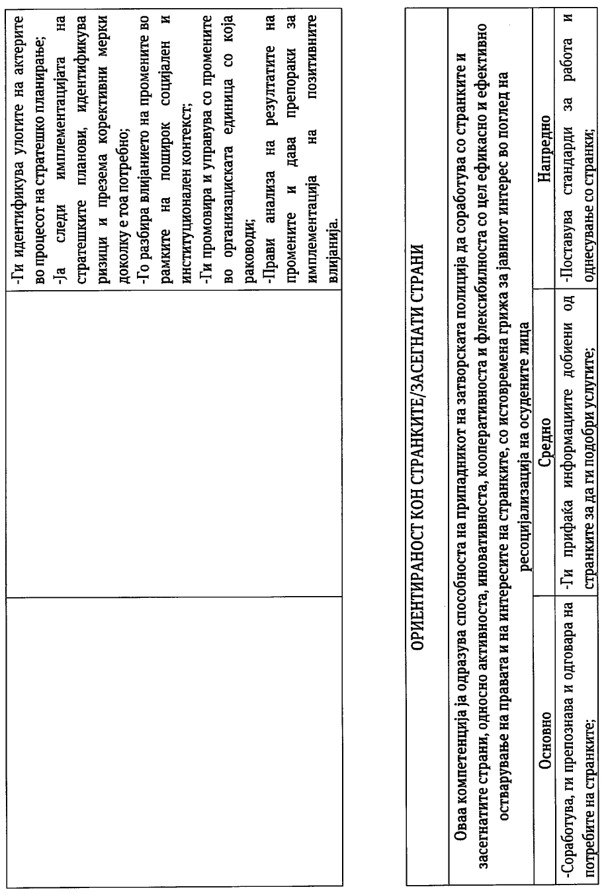 -Ги идентификува улогите на актерите
во процесот на стратешко планирање;
-Ја следи имплементацијата на
стратешките планови, идентификува
ризици и презема корективни мерки
доколку е тоа потребно;
-Го разбира влијанието на промените во
рамките на поширок социјален и
институционален контекст;
-Ги промовира и управува со промените
во организациската единица со која
раководи;
-Прави анализа на резултатите на
промените и дава препораки за
имплементација на позитивните
влијанија.
ОРИЕНТИРАНОСТ КОН СТРАНКИТЕ/ЗАСЕГНАТИ СТРАНИ
Оваа компетенција ја одразува способноста на припадникот на затворската полиција да соработува со странките и
засегнатите страни, односно активноста, иновативноста, кооперативноста и флексибилноста со цел ефикасно и ефективно
остварување на правата и на интересите на странките, со истовремена грижа за јавниот интерес во поглед на
ресоцијализација на осудените лица
Основно
Средно
Напредно
-Соработува, ги препознава и одговара на
потребите на странките;
-Ги прифаќа информациите добиени од
странките за да ги подобри услугите;
-Поставува стандарди за работа и
однесување со странки;